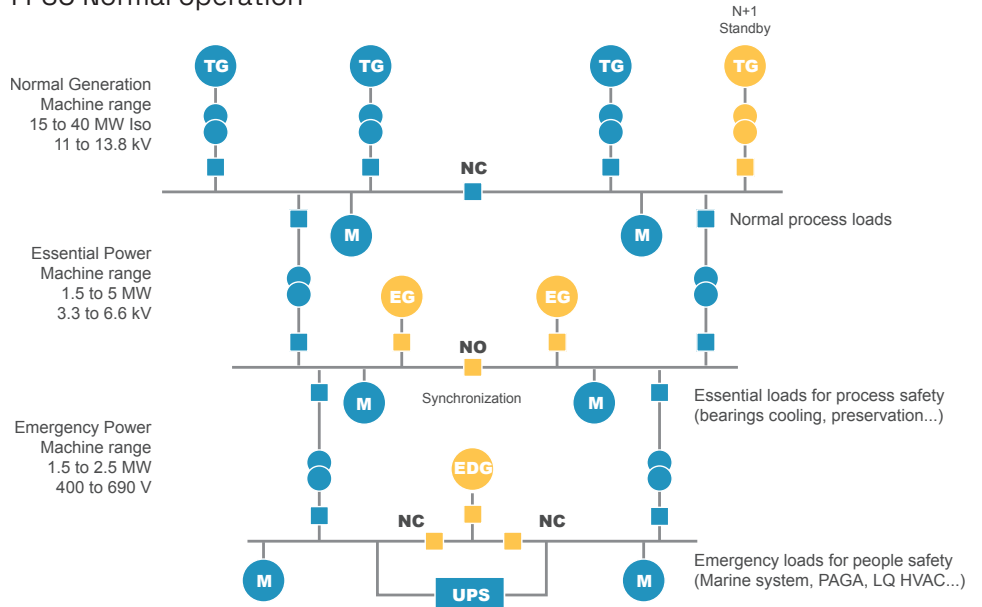 N+1
Standby
TG
TG
TG
TG
Normal Generation
Machine range
15 to 40 MW Iso
11 to 13.8 kV
NC
M
M
Normal process loads
Essential Power
Machine range
1.5 to 5 MW
3.3 to 6.6 kV
EG
EG
NO
Synchronization
M
M
Essential loads for process safety
(bearings cooling, preservation...)
Emergency Power
Machine range
1.5 to 2.5 MW
400 to 690 V
EDG
NC
NC
M
M
UPS
Emergency loads for people safety
(Marine system, PAGA, LQ HVAC...)